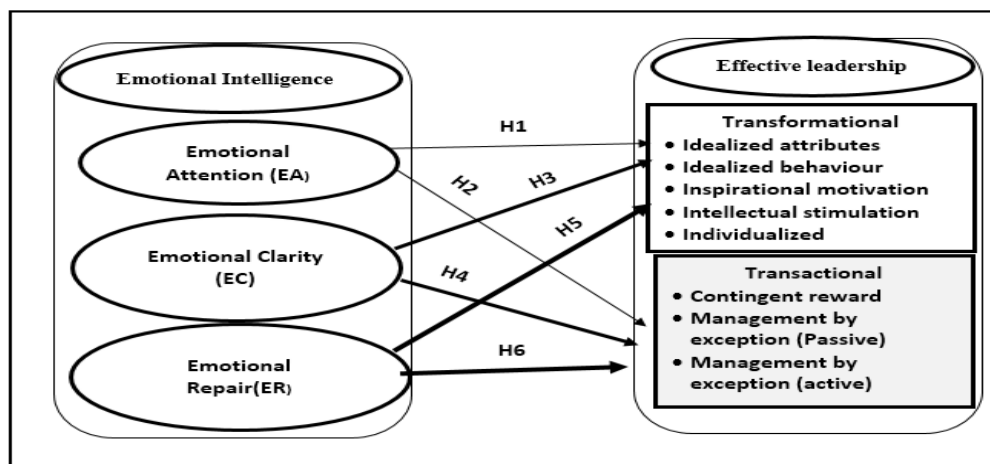 Emotional Intelligence
Emotional
Attention (EA)
Emotional Clarity
(EC)
Emotional
Repair(ER)
H1
H2
H3
H4
H5
H6
Effective leadership
Transformational
• Idealized attributes
• Idealized behaviour
• Inspirational motivation
• Intellectual stimulation
• Individualized
Transactional
• Contingent reward
• Management by
exception (Passive)
• Management by
exception (active)